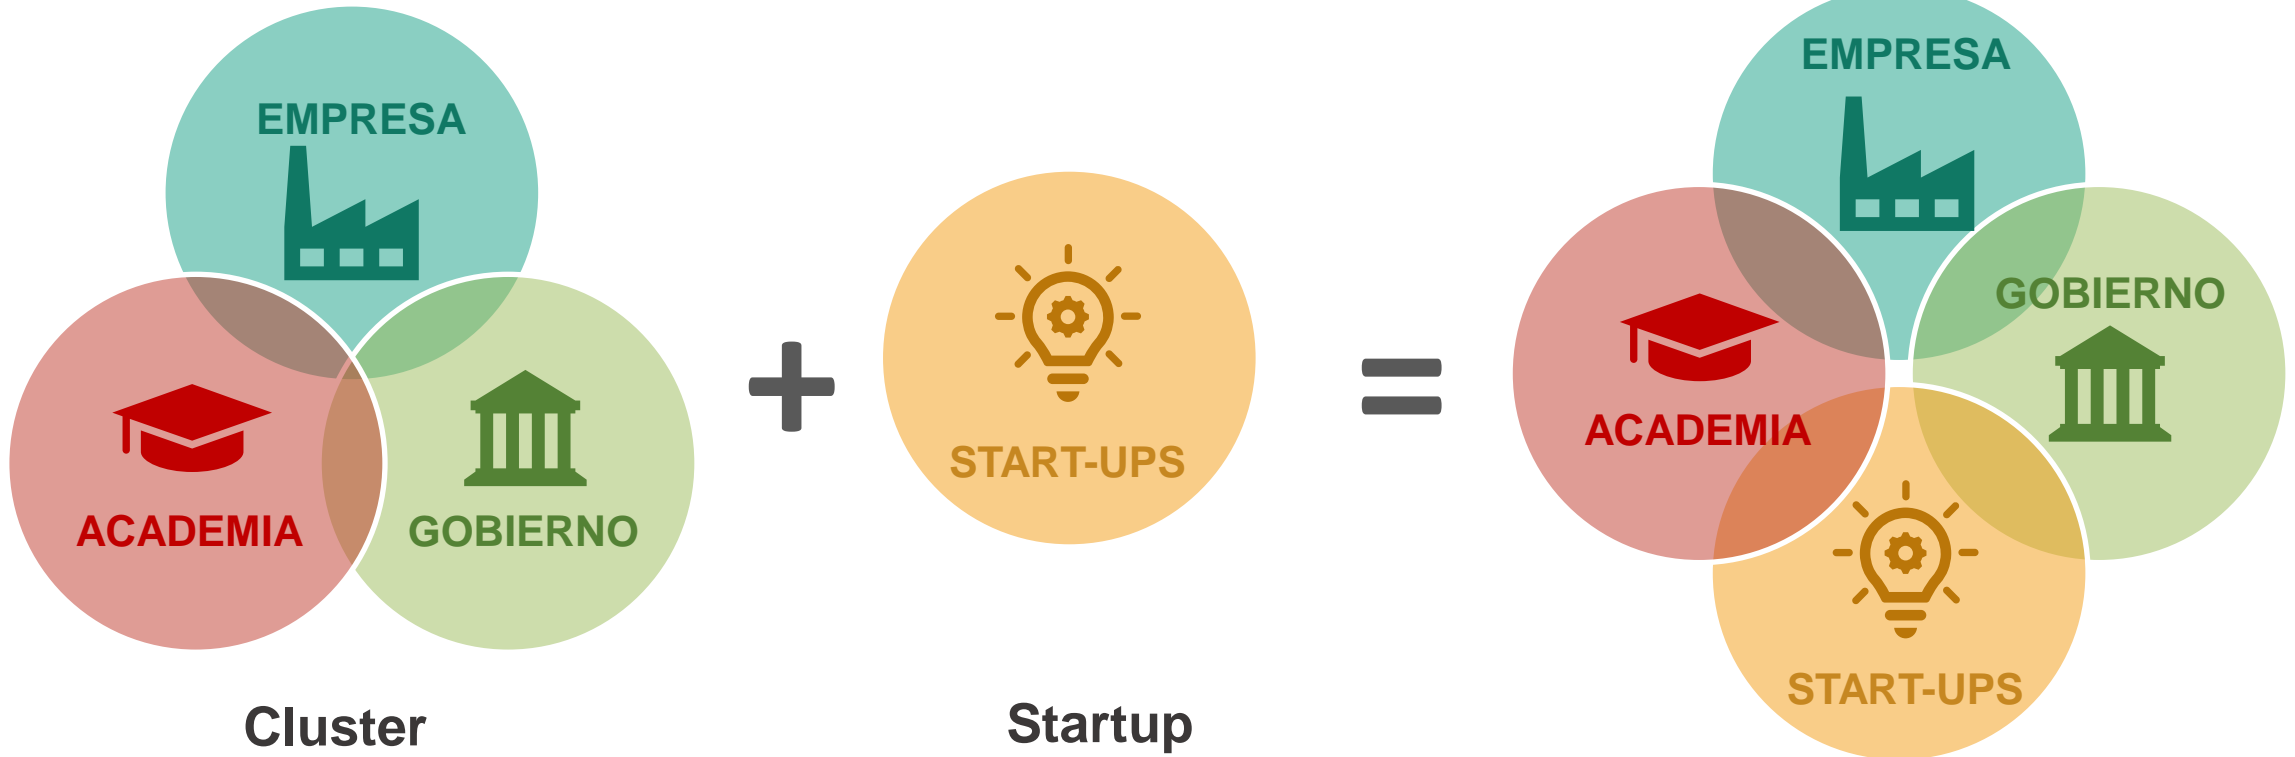 EMPRESA
ACADEMIA
GOBIERNO
Cluster
+
START-UPS
Startup
=
EMPRESA
GOBIERNO
ACADEMIA
START-UPS